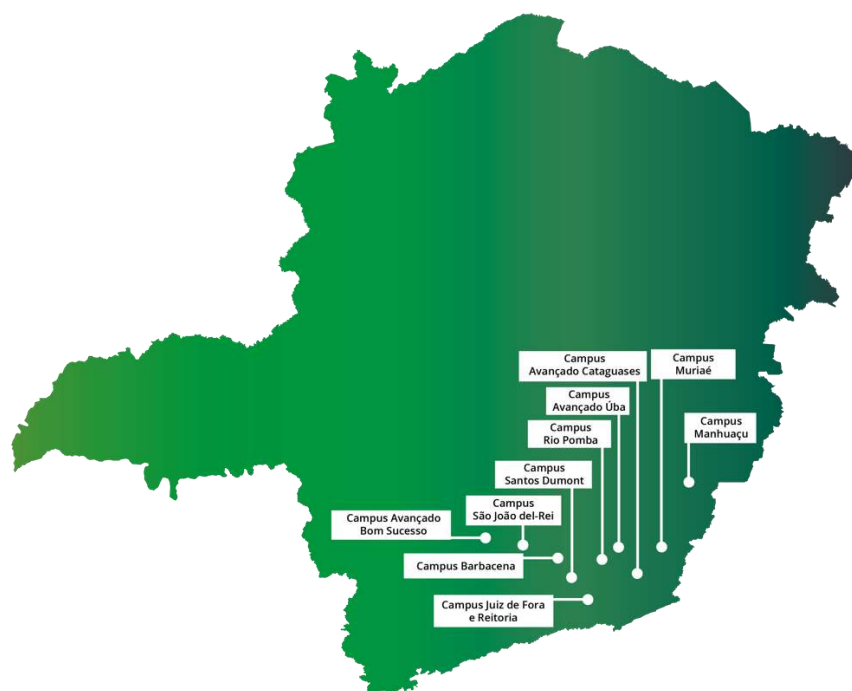 Campus
Avançado Cataguases
Campus
Muriaé
Campus
Avançado Úba
Campus
Manhuaçu
Campus
Rio Pomba
Campus
Santos Dumont
Campus
São João del-Rei
Campus Avançado
Bom Sucesso
Campus Barbacena
Campus Juiz de Fora
e Reitoria